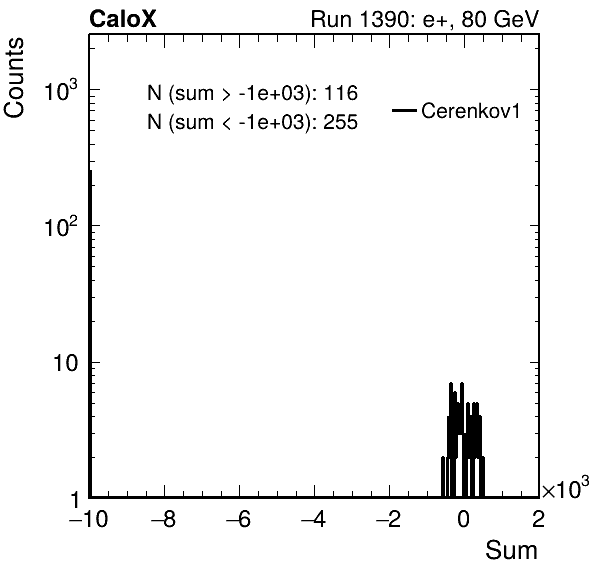 CaloX Run 1390: e+, 80 GeV
Counts
N (sum > -1e+03): 116
N (sum < -1e+03): 255
Cerenkov1
10³
10²
10
1
−10 −8 −6 −4 −2 0 2
×10³
Sum